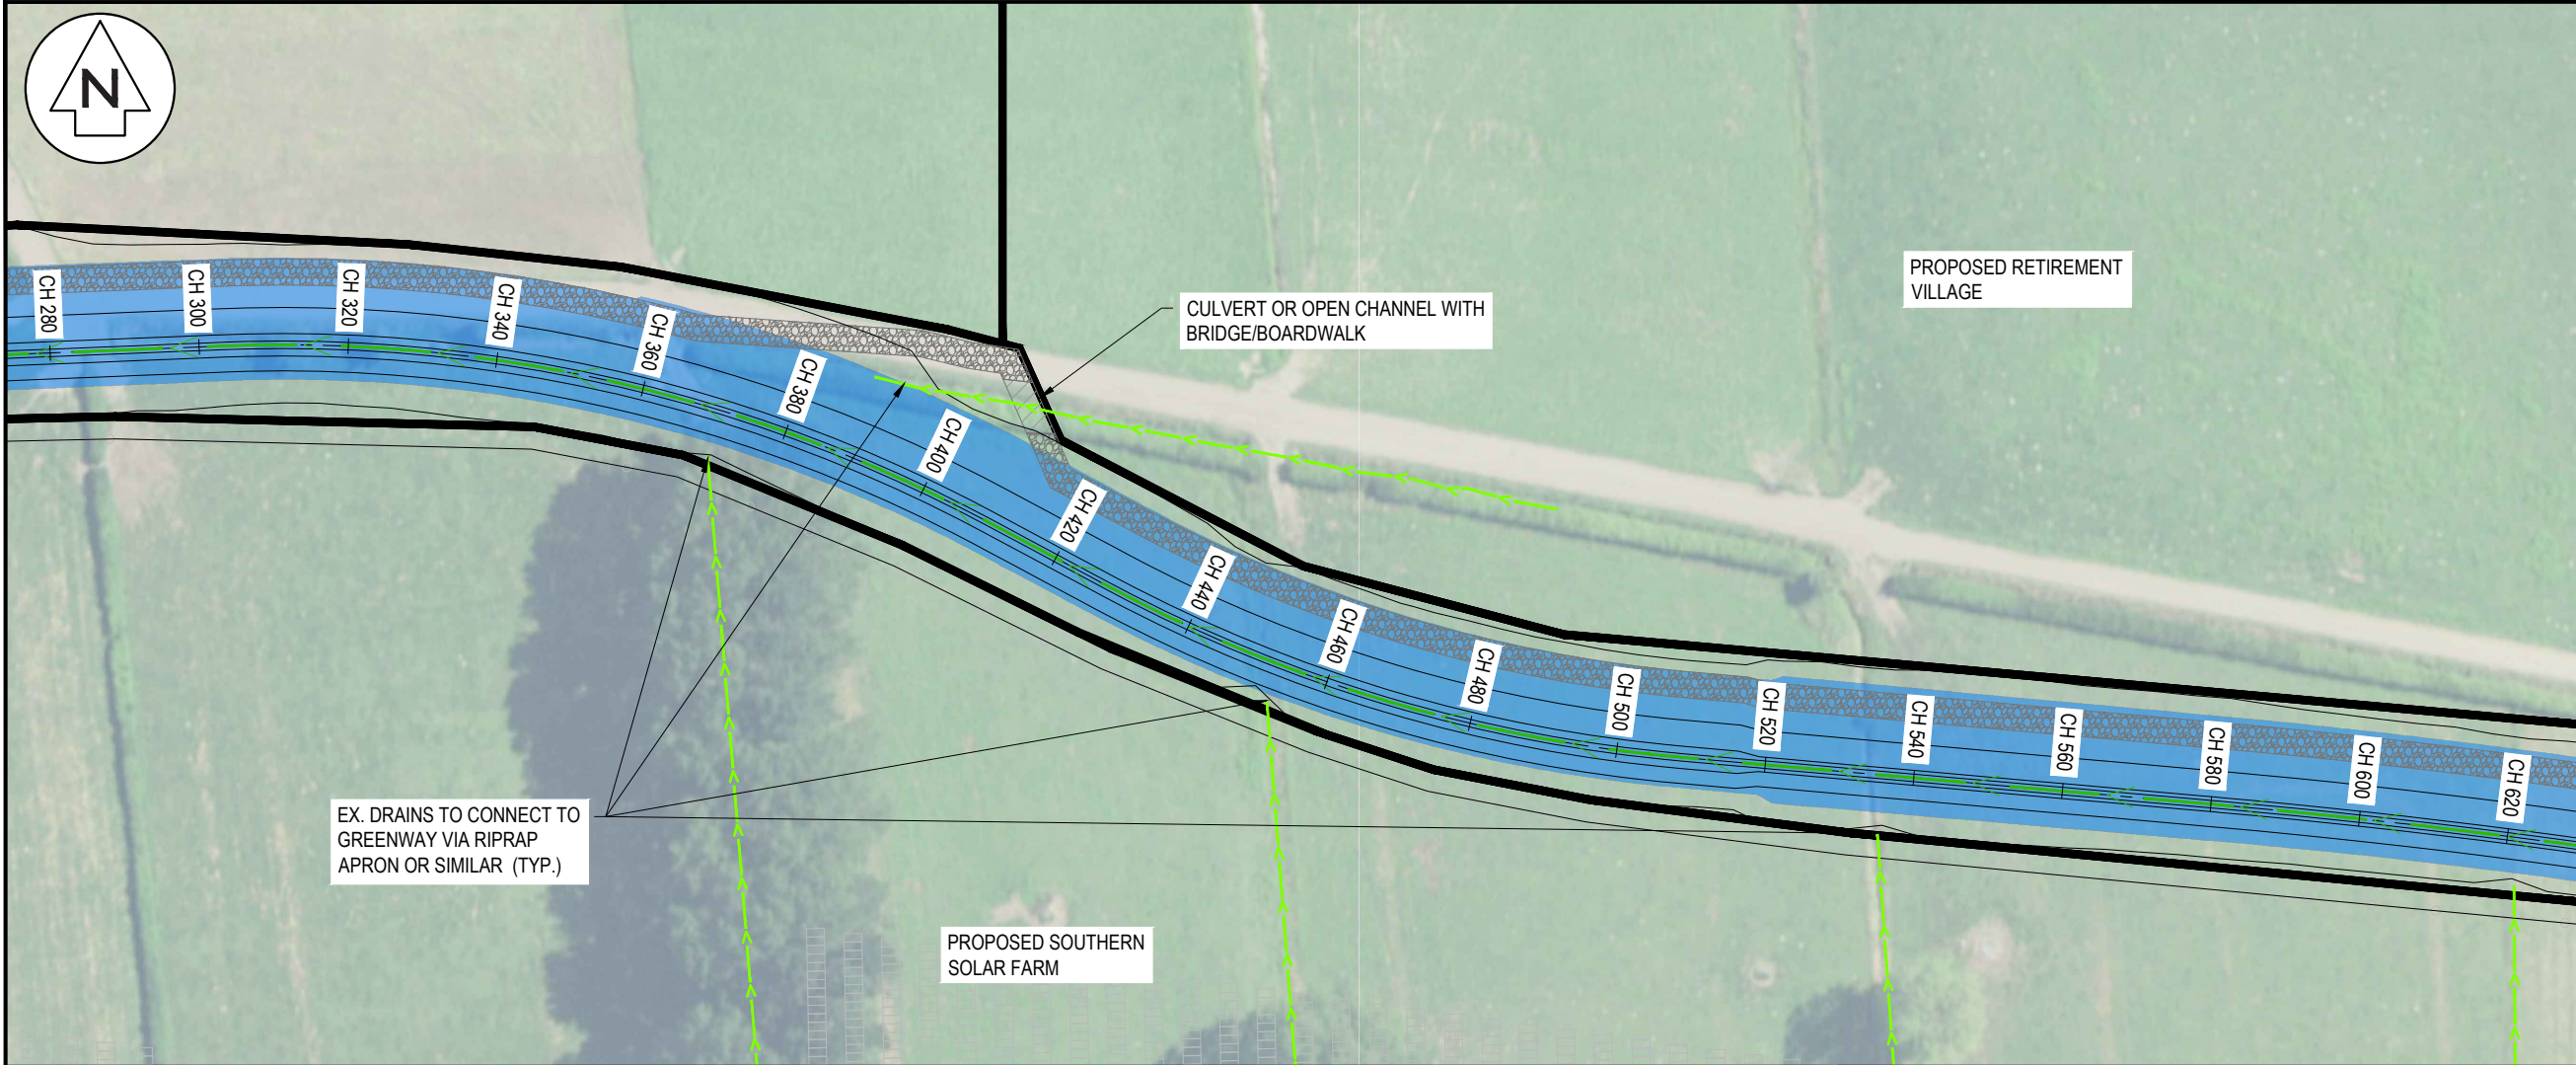 N
PROPOSED RETIREMENT
VILLAGE
CULVERT OR OPEN CHANNEL WITH
BRIDGE/BOARDWALK
CH 280
CH 300
CH 320
CH 340
CH 360
CH 380
CH 400
CH 420
CH 440
CH 460
CH 480
CH 500
CH 520
CH 540
CH 560
CH 580
CH 600
CH 620
EX. DRAINS TO CONNECT TO
GREENWAY VIA RIPRAP
APRON OR SIMILAR (TYP.)
PROPOSED SOUTHERN
SOLAR FARM